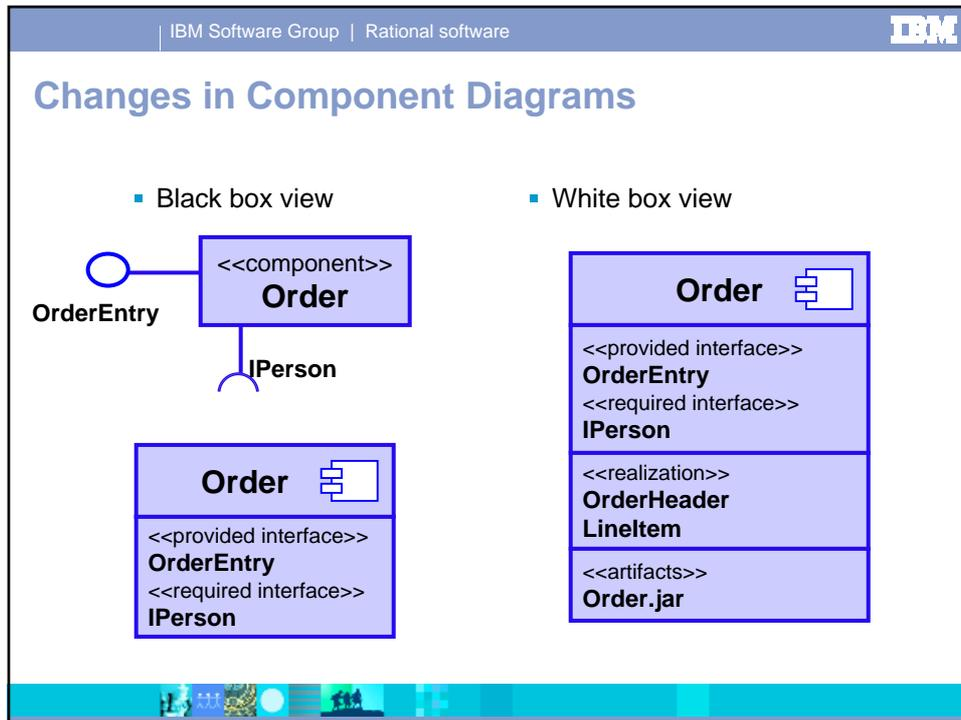 IBM Software Group | Rational software
IBM
Changes in Component Diagrams
▪ Black box view
<<component>>
Order
OrderEntry
IPerson
Order
<<provided interface>>
OrderEntry
<<required interface>>
IPerson
▪ White box view
Order
<<provided interface>>
OrderEntry
<<required interface>>
IPerson
<<realization>>
OrderHeader
LineItem
<<artifacts>>
Order.jar